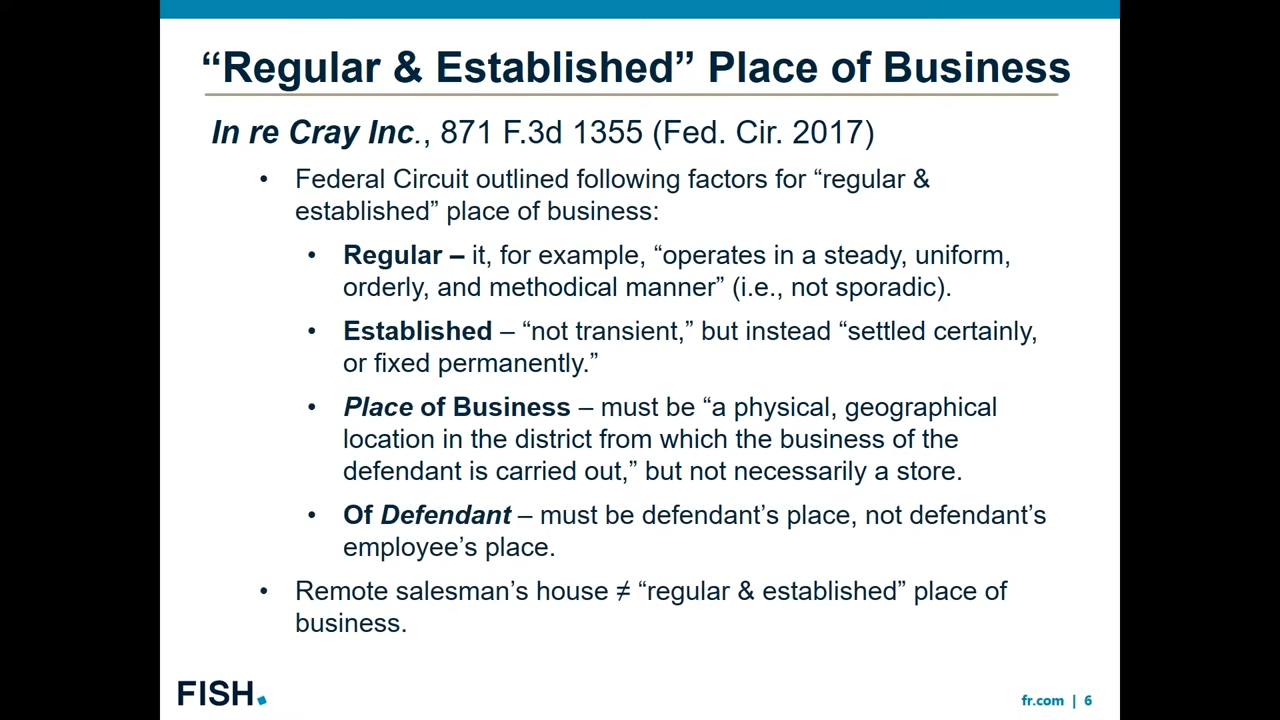 “Regular & Established” Place of Business
In re Cray Inc., 871 F.3d 1355 (Fed. Cir. 2017)
• Federal Circuit outlined following factors for “regular &
established” place of business:
• Regular – it, for example, “operates in a steady, uniform,
orderly, and methodical manner” (i.e., not sporadic).
• Established – “not transient,” but instead “settled certainly,
or fixed permanently.”
• Place of Business – must be “a physical, geographical
location in the district from which the business of the
defendant is carried out,” but not necessarily a store.
• Of Defendant – must be defendant’s place, not defendant’s
employee’s place.
• Remote salesman’s house ≠ “regular & established” place of
business.
FISH.
fr.com | 6